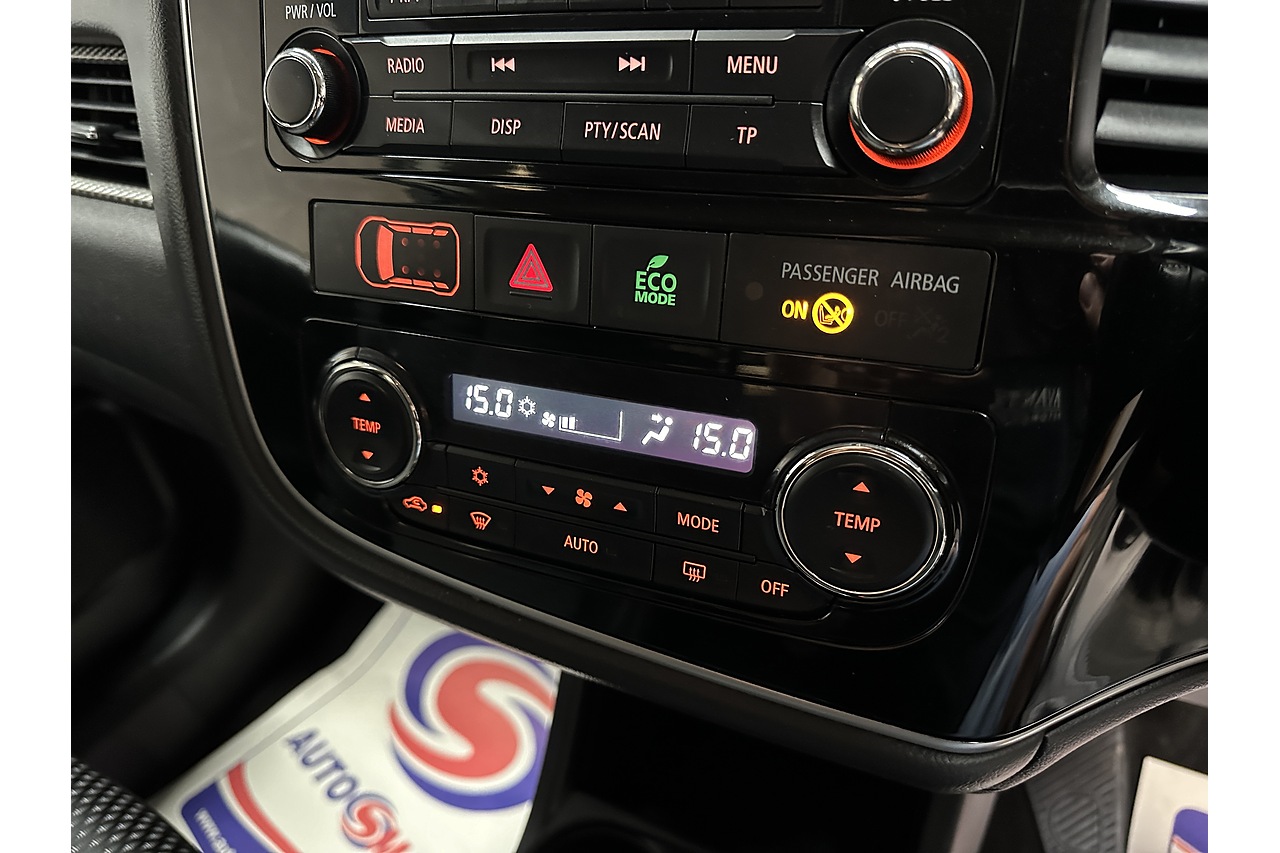 PWR/VOL
RADIO
MENU
MEDIA
DISP
PTY/SCAN
TP
PASSENGER AIRBAG
ECO
MODE
ON
OFF
15.0
15.0
TEMP
TEMP
MODE
AUTO
OFF